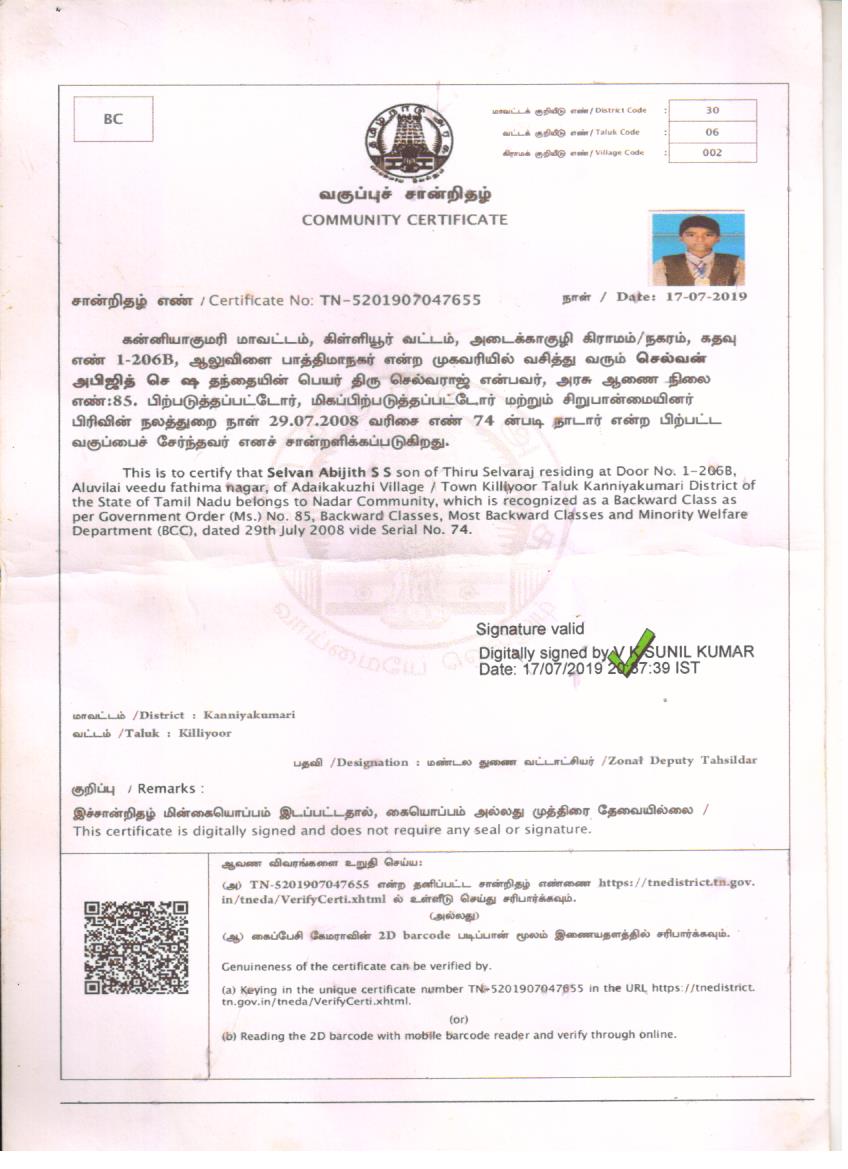 BC
மாவட்டக் குறியீடு எண்/ District Code : 30
வட்டக் குறியீடு எண்/ Taluk Code : 06
கிராமக் குறியீடு எண்/ Village Code : 002
தமிழ்நாடு அரசு
வாய்மையே வெல்லும்
வகுப்புச் சான்றிதழ்
COMMUNITY CERTIFICATE
சான்றிதழ் எண் / Certificate No: TN-5201907047655
நாள் / Date: 17-07-2019
கன்னியாகுமரி மாவட்டம், கிள்ளியூர் வட்டம், அடைக்காகுழி கிராமம்/நகரம், கதவு
எண் 1-206B, ஆலுவிளை பாத்திமாநகர் என்ற முகவரியில் வசித்து வரும் செல்வன்
அபிஜித் செ ஷ தந்தையின் பெயர் திரு செல்வராஜ் என்பவர், அரசு ஆணை நிலை
எண்:85. பிற்படுத்தப்பட்டோர், மிகப்பிற்படுத்தப்பட்டோர் மற்றும் சிறுபான்மையினர்
பிரிவின் நலத்துறை நாள் 29.07.2008 வரிசை எண் 74 ன்படி நாடார் என்ற பிற்பட்ட
வகுப்பைச் சேர்ந்தவர் எனச் சான்றளிக்கப்படுகிறது.
This is to certify that Selvan Abijith S S son of Thiru Selvaraj residing at Door No. 1-206B,
Aluvilai veedu fathima nagar, of Adaikakuzhi Village / Town Killiyoor Taluk Kanniyakumari District of
the State of Tamil Nadu belongs to Nadar Community, which is recognized as a Backward Class as
per Government Order (Ms.) No. 85, Backward Classes, Most Backward Classes and Minority Welfare
Department (BCC), dated 29th July 2008 vide Serial No. 74.
வாய்மையே
Signature valid
Digitally signed by V K SUNIL KUMAR
Date: 17/07/2019 20:37:39 IST
மாவட்டம் /District : Kanniyakumari
வட்டம் /Taluk : Killiyoor
பதவி /Designation : மண்டல துணை வட்டாட்சியர் /Zonal Deputy Tahsildar
குறிப்பு / Remarks :
இச்சான்றிதழ் மின்கையொப்பம் இடப்பட்டதால், கையொப்பம் அல்லது முத்திரை தேவையில்லை /
This certificate is digitally signed and does not require any seal or signature.
ஆவண விவரங்களை உறுதி செய்ய:
(அ) TN-5201907047655 என்ற தனிப்பட்ட சான்றிதழ் எண்ணை https://tnedistrict.tn.gov.
in/tneda/VerifyCerti.xhtml ல் உள்ளீடு செய்து சரிபார்க்கவும்.
(அல்லது)
(ஆ) கைப்பேசி கேமராவின் 2D barcode படிப்பான் மூலம் இணையதளத்தில் சரிபார்க்கவும்.
Genuineness of the certificate can be verified by.
(a) Keying in the unique certificate number TN-5201907047655 in the URL https://tnedistrict.
tn.gov.in/tneda/VerifyCerti.xhtml.
(or)
(b) Reading the 2D barcode with mobile barcode reader and verify through online.